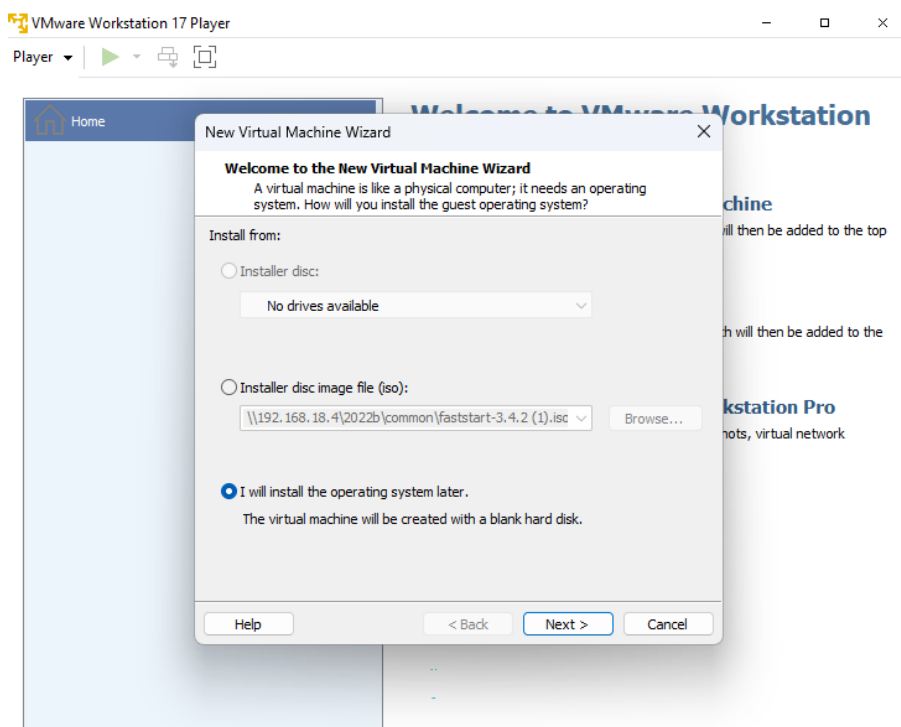 VMware Workstation 17 Player
Player
Home
Welcome to VMware Workstation
New Virtual Machine Wizard
Welcome to the New Virtual Machine Wizard
A virtual machine is like a physical computer; it needs an operating
system. How will you install the guest operating system?
chine
will then be added to the top
Install from:
Installer disc:
No drives available
h will then be added to the
Installer disc image file (iso):
\\192.168.18.4\2022b\common\faststart-3.4.2 (1).iso
Browse...
kstation Pro
ots, virtual network
I will install the operating system later.
The virtual machine will be created with a blank hard disk.
Help
< Back
Next >
Cancel